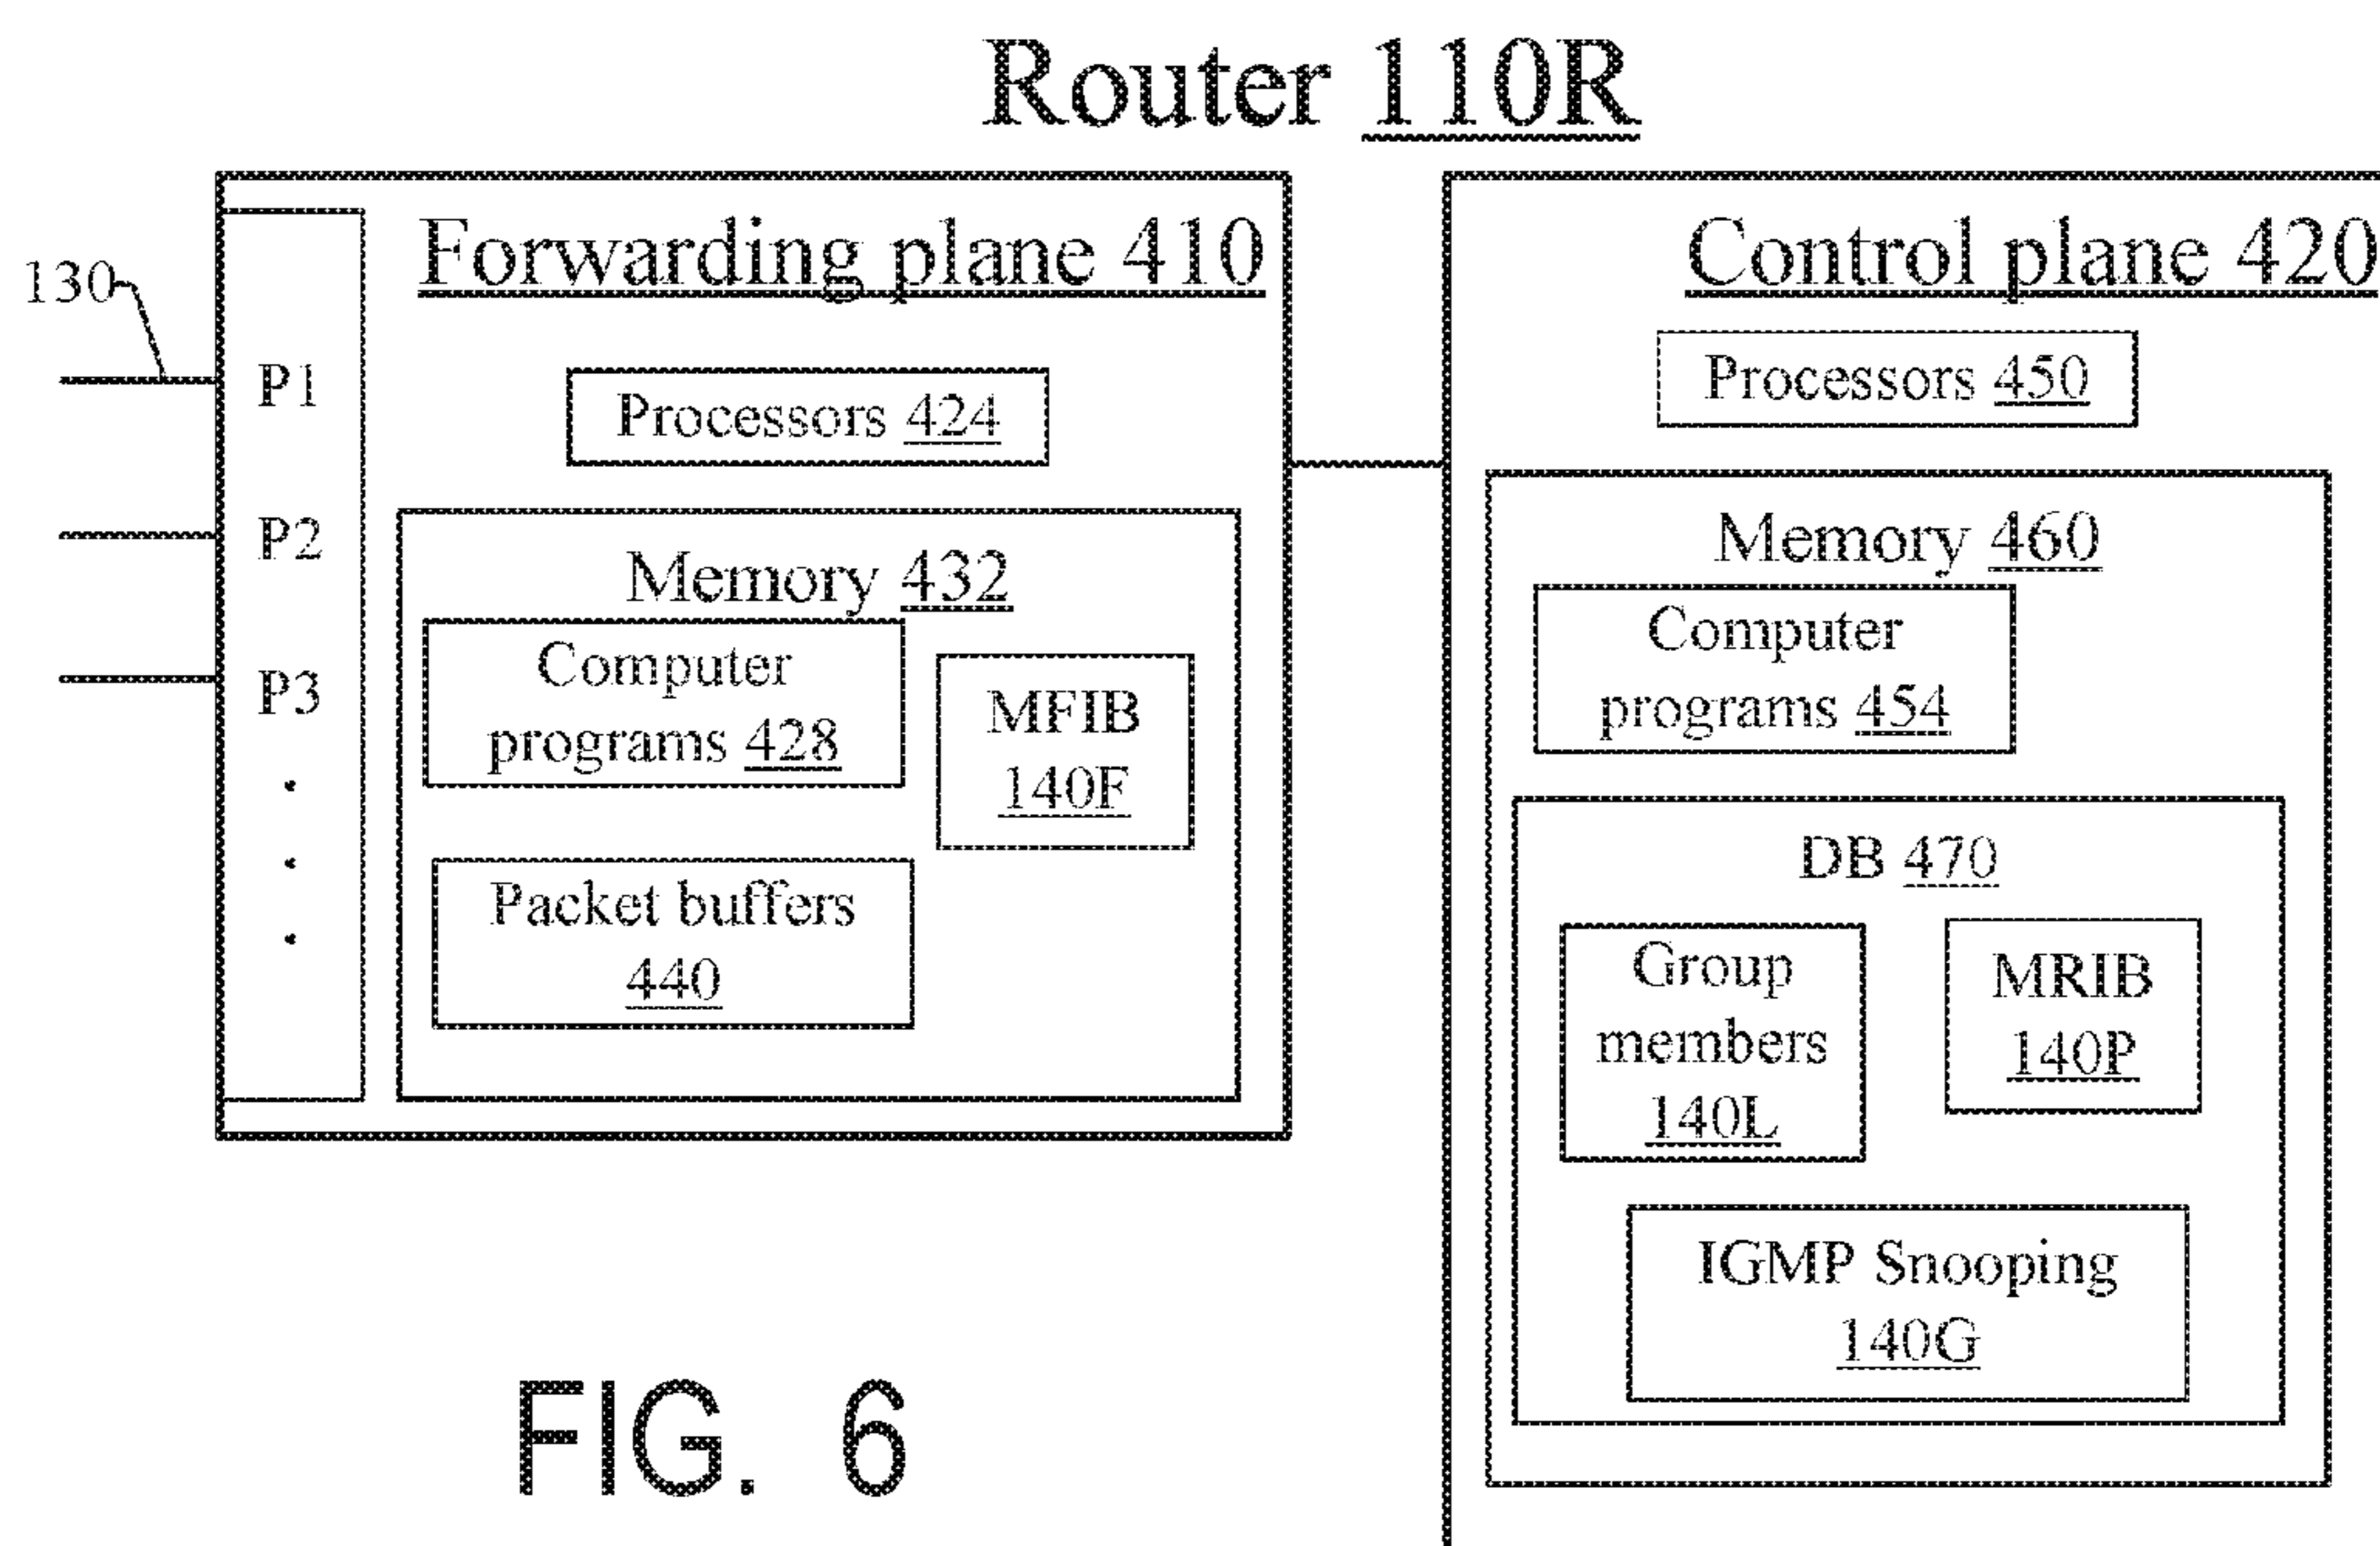 Router 110R
130
P1
P2
P3
Forwarding plane 410
Processors 424
Memory 432
Computer
programs 428
MFIB
140F
Packet buffers
440
Control plane 420
Processors 450
Memory 460
Computer
programs 454
DB 470
Group
members
140L
MRIB
140P
IGMP Snooping
140G
FIG. 6